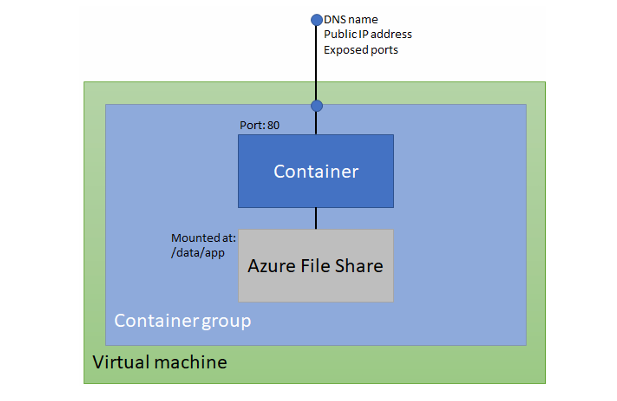 DNS name
Public IP address
Exposed ports
Port: 80
Container
Mounted at:
/data/app
Azure File Share
Container group
Virtual machine